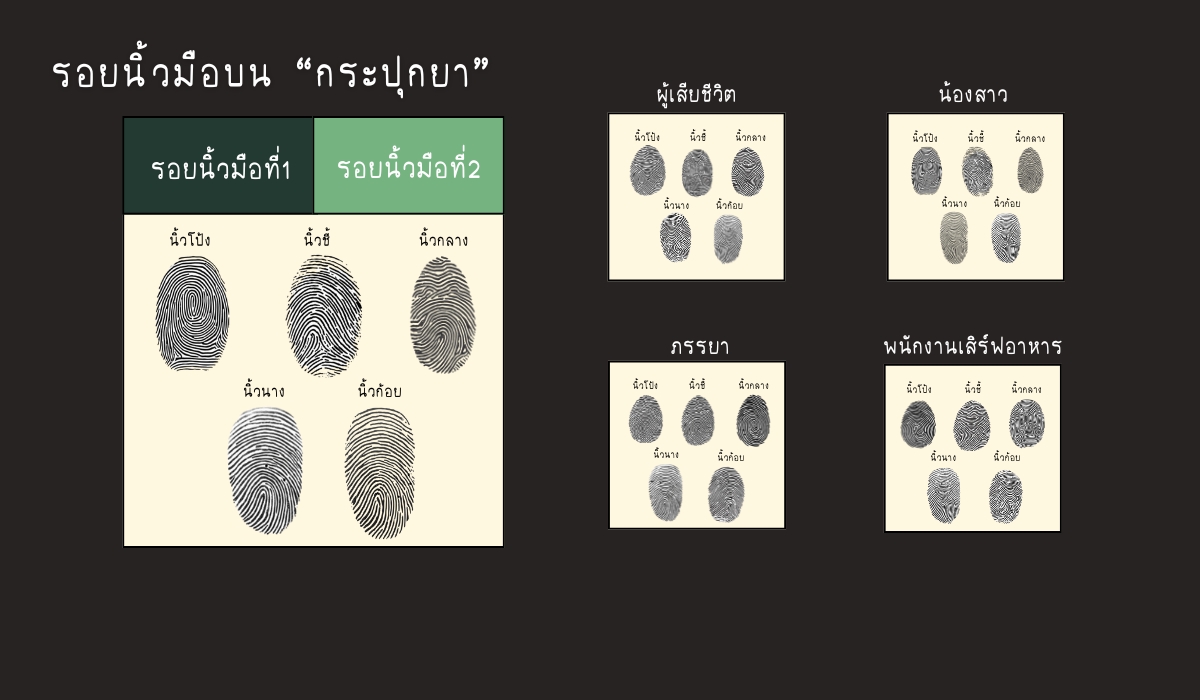 รอยนิ้วมือบน “กระปุกยา”
รอยนิ้วมือที่1
รอยนิ้วมือที่2
นิ้วโป้ง
นิ้วชี้
นิ้วกลาง
นิ้วนาง
นิ้วก้อย
ผู้เสียชีวิต
นิ้วโป้ง
นิ้วชี้
นิ้วกลาง
นิ้วนาง
นิ้วก้อย
น้องสาว
นิ้วโป้ง
นิ้วชี้
นิ้วกลาง
นิ้วนาง
นิ้วก้อย
ภรรยา
นิ้วโป้ง
นิ้วชี้
นิ้วกลาง
นิ้วนาง
นิ้วก้อย
พนักงานเสิร์ฟอาหาร
นิ้วโป้ง
นิ้วชี้
นิ้วกลาง
นิ้วนาง
นิ้วก้อย